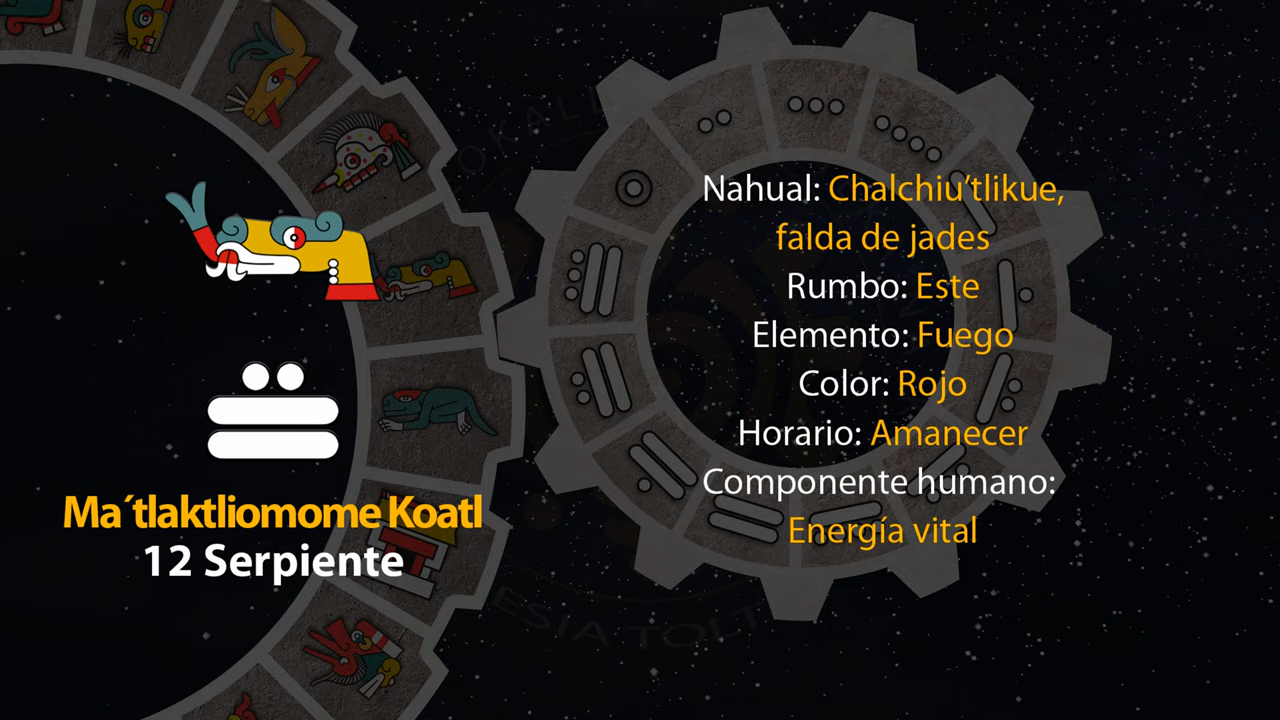 Ma´tlaktliomome Koatl
12 Serpiente
Nahual: Chalchiu’tlikue,
falda de jades
Rumbo: Este
Elemento: Fuego
Color: Rojo
Horario: Amanecer
Componente humano:
Energía vital